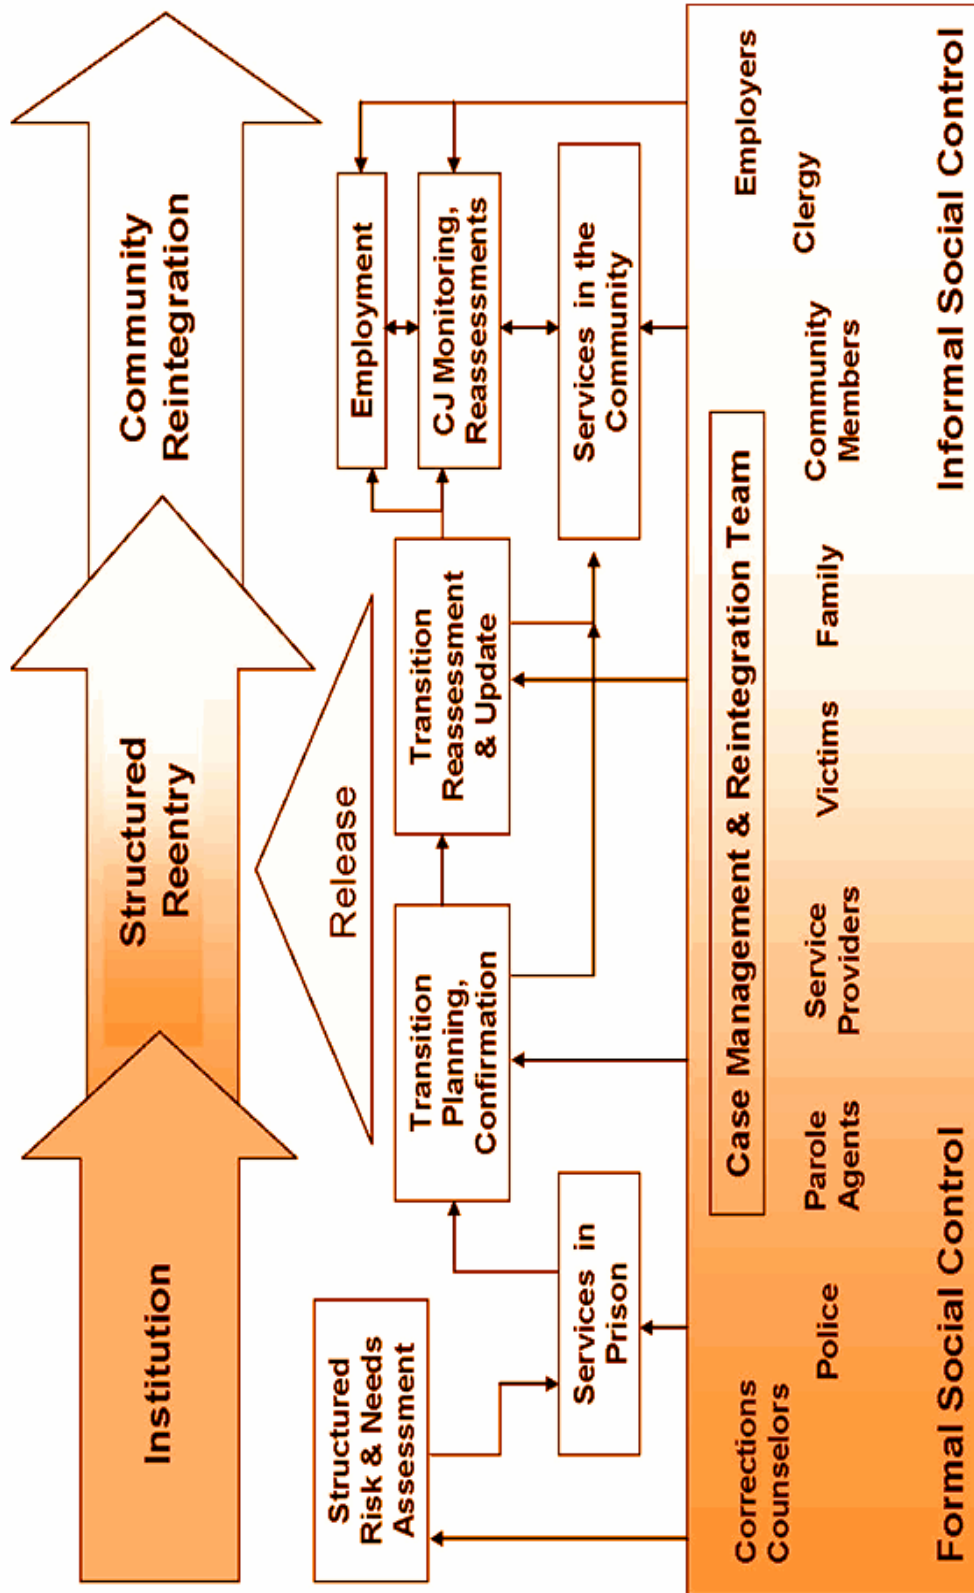 Institution
Structured
Reentry
Community
Reintegration
Release
Structured
Risk & Needs
Assessment
Services in
Prison
Transition
Planning,
Confirmation
Transition
Reassessment
& Update
Employment
CJ Monitoring,
Reassessments
Services in the
Community
Case Management & Reintegration Team
Corrections
Counselors
Police
Parole
Agents
Service
Providers
Victims
Family
Community
Members
Clergy
Employers
Formal Social Control
Informal Social Control